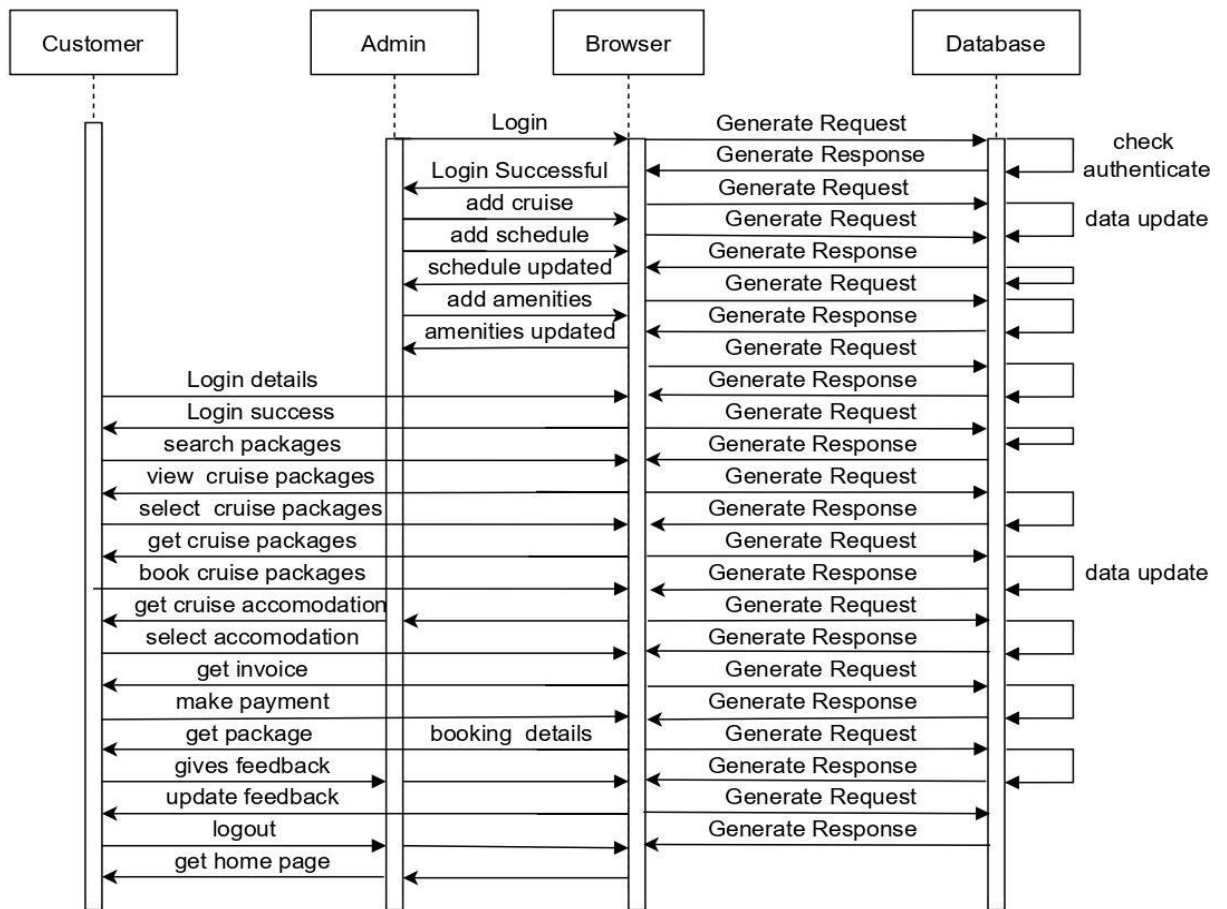 Customer
Admin
Browser
Database
Login
Generate Request
check
authenticate
Generate Response
Login Successful
Generate Request
add cruise
Generate Request
data update
add schedule
Generate Response
schedule updated
Generate Request
add amenities
Generate Response
amenities updated
Generate Request
Login details
Generate Response
Login success
Generate Request
search packages
Generate Response
view cruise packages
Generate Request
select cruise packages
Generate Response
get cruise packages
Generate Request
book cruise packages
Generate Response
data update
get cruise accomodation
Generate Request
select accomodation
Generate Response
get invoice
Generate Request
make payment
Generate Response
get package
booking details
Generate Request
gives feedback
Generate Response
update feedback
Generate Request
logout
Generate Response
get home page